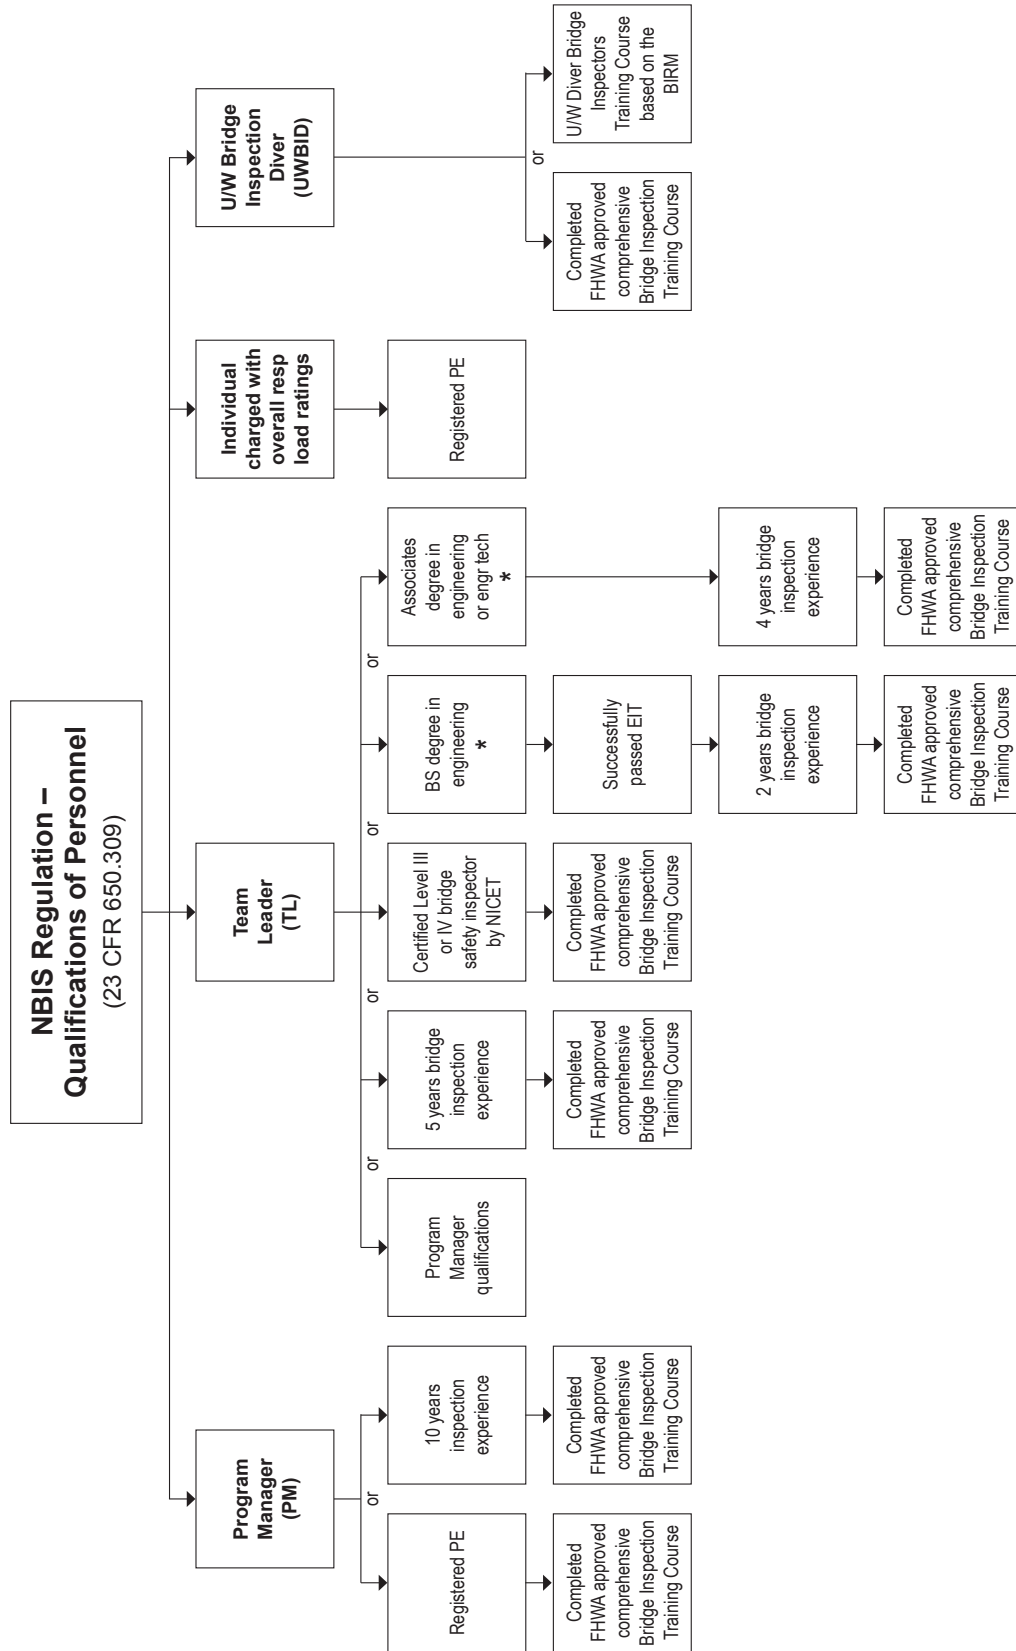 NBIS Regulation –
Qualifications of Personnel
(23 CFR 650.309)
Program
Manager
(PM)
or
Registered PE
Completed
FHWA approved
comprehensive
Bridge Inspection
Training Course
10 years
inspection
experience
Completed
FHWA approved
comprehensive
Bridge Inspection
Training Course
Team
Leader
(TL)
Program
Manager
qualifications
or
5 years bridge
inspection
experience
Completed
FHWA approved
comprehensive
Bridge Inspection
Training Course
or
Certified Level III
or IV bridge
safety inspector
by NICET
Completed
FHWA approved
comprehensive
Bridge Inspection
Training Course
or
BS degree in
engineering
*
Successfully
passed EIT
2 years bridge
inspection
experience
Completed
FHWA approved
comprehensive
Bridge Inspection
Training Course
or
Associates
degree in
engineering
or engr tech
*
4 years bridge
inspection
experience
Completed
FHWA approved
comprehensive
Bridge Inspection
Training Course
Individual
charged with
overall resp
load ratings
Registered PE
U/W Bridge
Inspection
Diver
(UWBID)
or
Completed
FHWA approved
comprehensive
Bridge Inspection
Training Course
U/W Diver Bridge
Inspectors
Training Course
based on the
BIRM